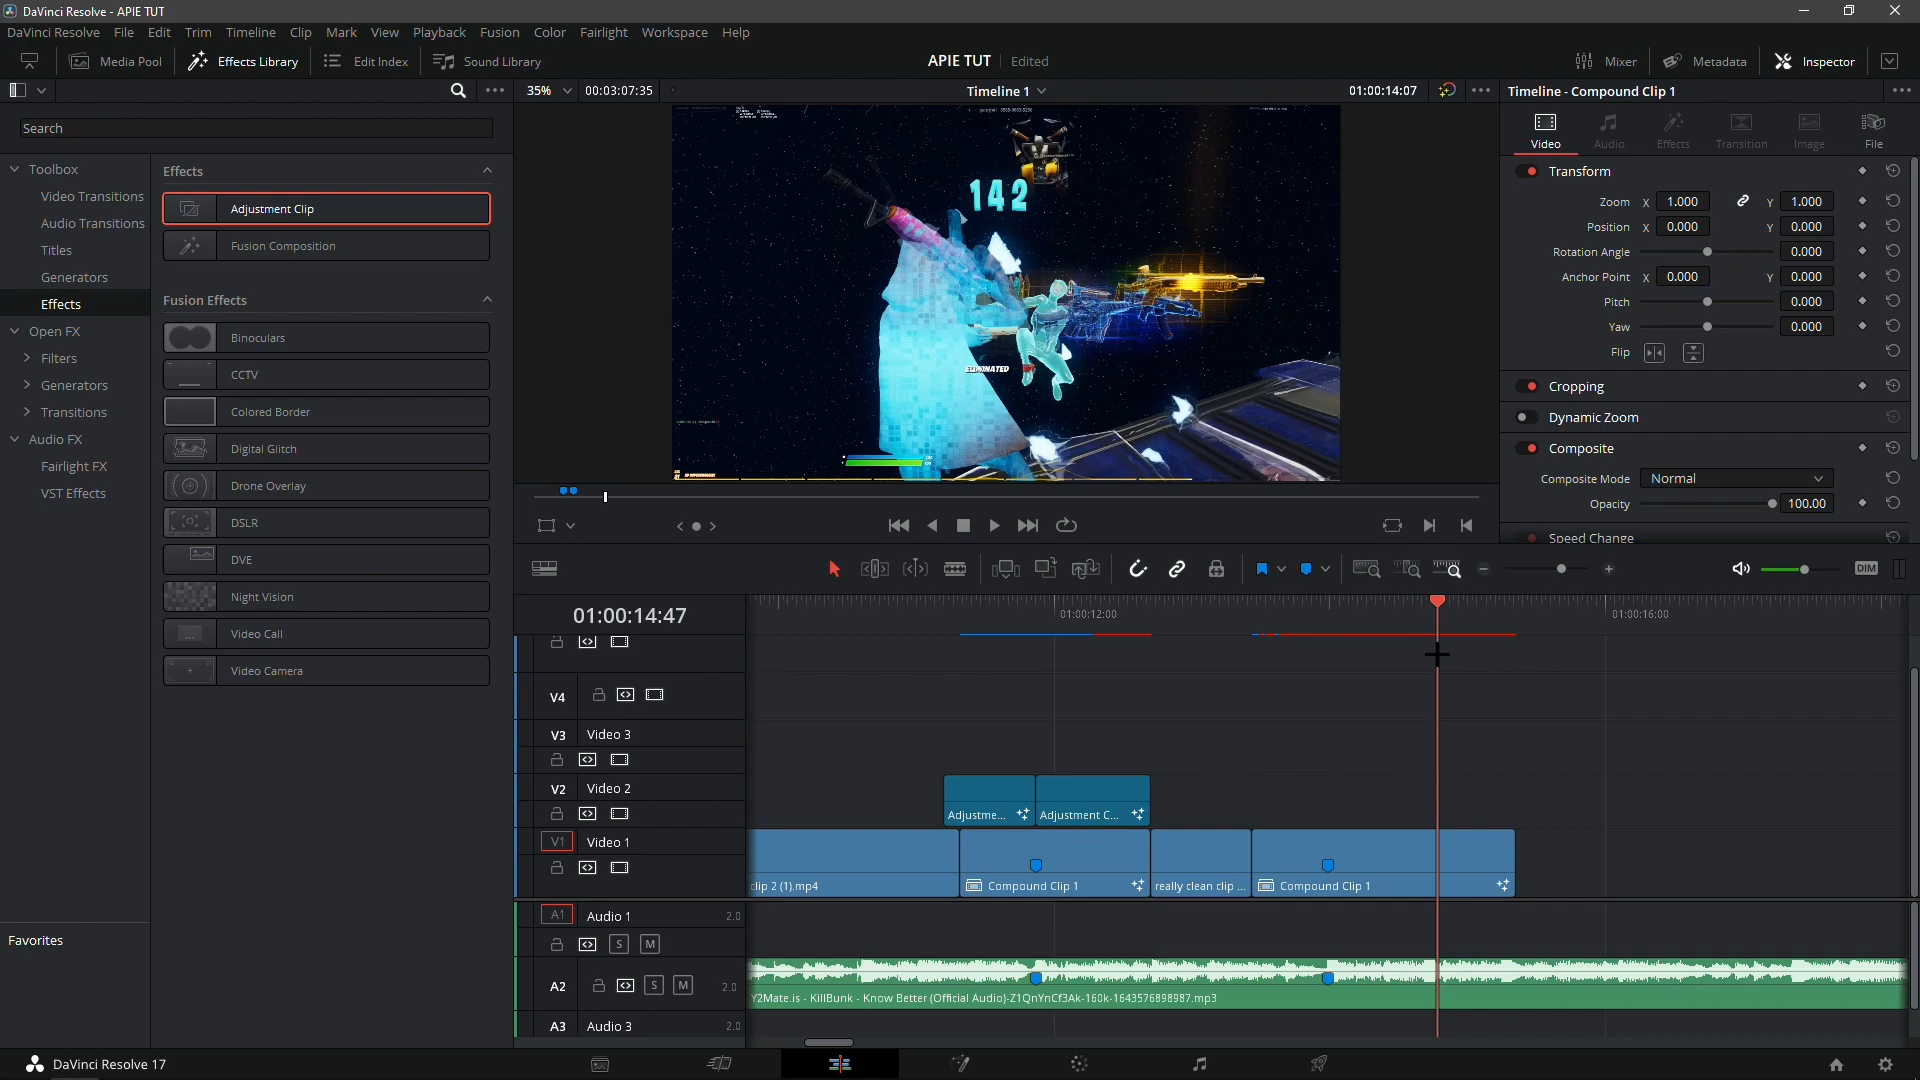 DaVinci Resolve - APIE TUT
DaVinci Resolve File Edit Trim Timeline Clip Mark View Playback Fusion Color Fairlight Workspace Help
Media Pool Effects Library Edit Index Sound Library APIE TUT Edited Mixer Metadata Inspector
35% 00:03:07:35 Timeline 1 01:00:14:07 Timeline - Compound Clip 1
Search
Video Audio Effects Transition Image File
Toolbox
Video Transitions
Audio Transitions
Titles
Generators
Effects
Open FX
Filters
Generators
Transitions
Audio FX
Fairlight FX
VST Effects
Favorites
Effects
Adjustment Clip
Fusion Composition
Fusion Effects
Binoculars
CCTV
Colored Border
Digital Glitch
Drone Overlay
DSLR
DVE
Night Vision
Video Call
Video Camera
142
ELIMINATED
Transform
Zoom X 1.000 Y 1.000
Position X 0.000 Y 0.000
Rotation Angle 0.000
Anchor Point X 0.000 Y 0.000
Pitch 0.000
Yaw 0.000
Flip
Cropping
Dynamic Zoom
Composite
Composite Mode Normal
Opacity 100.00
Speed Change
DIM
01:00:14:47 01:00:12:00 01:00:16:00
V4
V3 Video 3
V2 Video 2
Adjustme... Adjustment C...
V1 Video 1
clip 2 (1).mp4 Compound Clip 1 really clean clip ... Compound Clip 1
A1 Audio 1 2.0
S M
A2 S M 2.0
Y2Mate.is - KillBunk - Know Better (Official Audio)-Z1QnYnCf3Ak-160k-1643576898987.mp3
A3 Audio 3 2.0
DaVinci Resolve 17